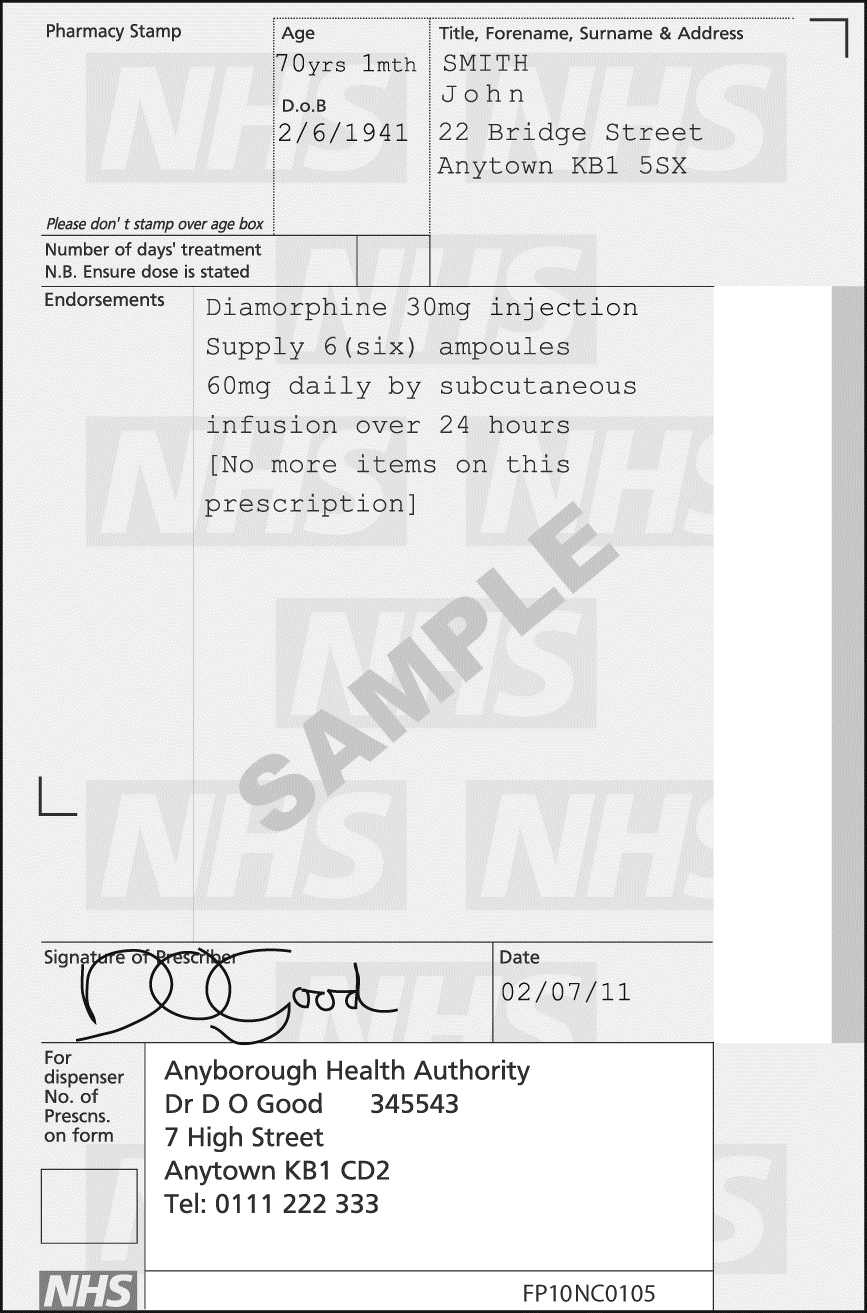 Pharmacy Stamp
Age
70yrs 1mth
D.o.B
2/6/1941
Title, Forename, Surname & Address
SMITH
John
22 Bridge Street
Anytown KB1 5SX
Please don' t stamp over age box
Number of days' treatment
N.B. Ensure dose is stated
Endorsements
Diamorphine 30mg injection
Supply 6(six) ampoules
60mg daily by subcutaneous
infusion over 24 hours
[No more items on this
prescription]
SAMPLE
Signature of Prescriber
D O Good
Date
02/07/11
For
dispenser
No. of
Prescns.
on form
Anyborough Health Authority
Dr D O Good 345543
7 High Street
Anytown KB1 CD2
Tel: 0111 222 333
NHS
FP10NC0105